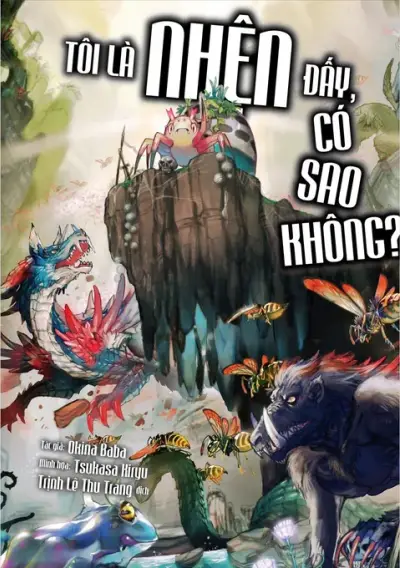 TÔI LÀ NHỆN ĐẤY,
CÓ
SAO
KHÔNG?
Tác giả: Okina Baba
Minh họa: Tsukasa Kiryu
Trịnh Lê Thu Trang dịch